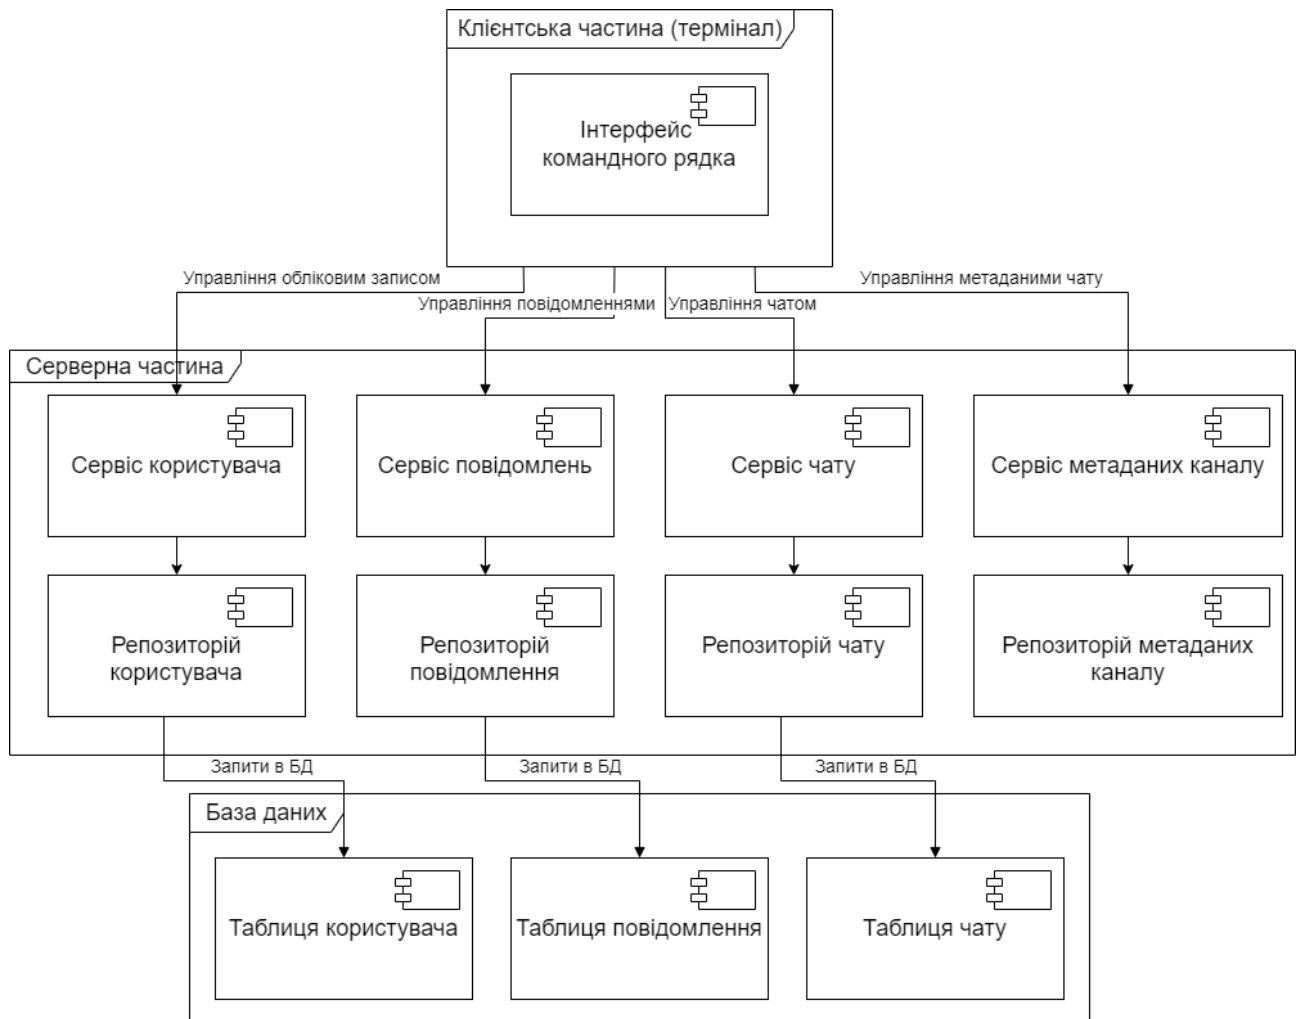 Клієнтська частина (термінал)
Інтерфейс
командного рядка
Управління обліковим записом
Управління метаданими чату
Управління повідомленнями
Управління чатом
Серверна частина
Сервіс користувача
Сервіс повідомлень
Сервіс чату
Сервіс метаданих каналу
Репозиторій
користувача
Репозиторій
повідомлення
Репозиторій чату
Репозиторій метаданих
каналу
Запити в БД
Запити в БД
Запити в БД
База даних
Таблиця користувача
Таблиця повідомлення
Таблиця чату